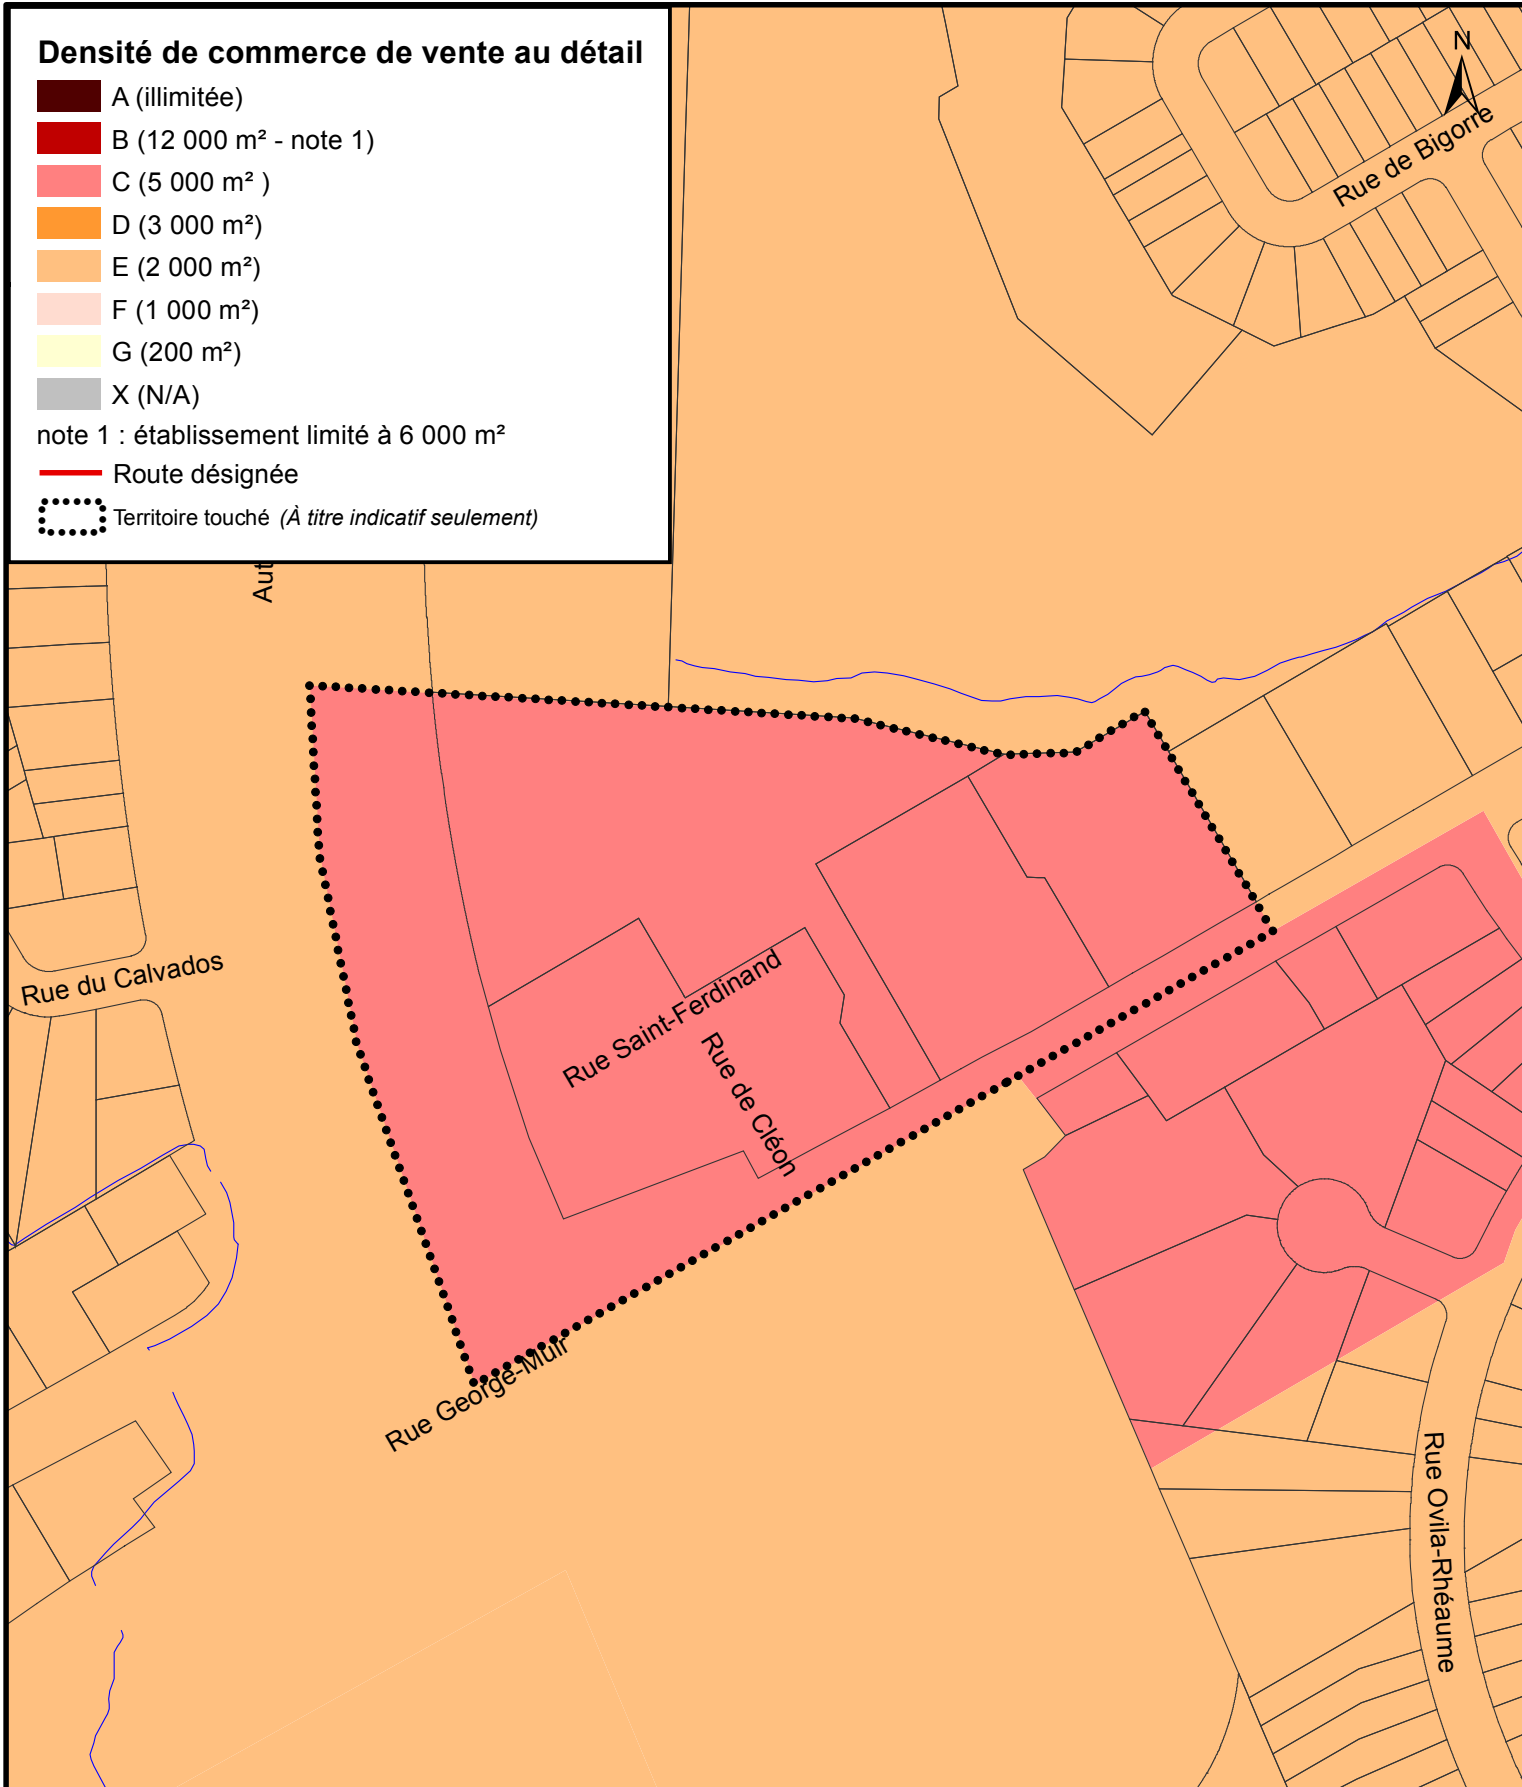 Densité de commerce de vente au détail
A (illimitée)
B (12 000 m² - note 1)
C (5 000 m² )
D (3 000 m²)
E (2 000 m²)
F (1 000 m²)
G (200 m²)
X (N/A)
note 1 : établissement limité à 6 000 m²
Route désignée
Territoire touché (À titre indicatif seulement)
N
Rue de Bigorre
Aut
Rue du Calvados
Rue Saint-Ferdinand
Rue de Cléon
Rue George-Muir
Rue Ovila-Rhéaume